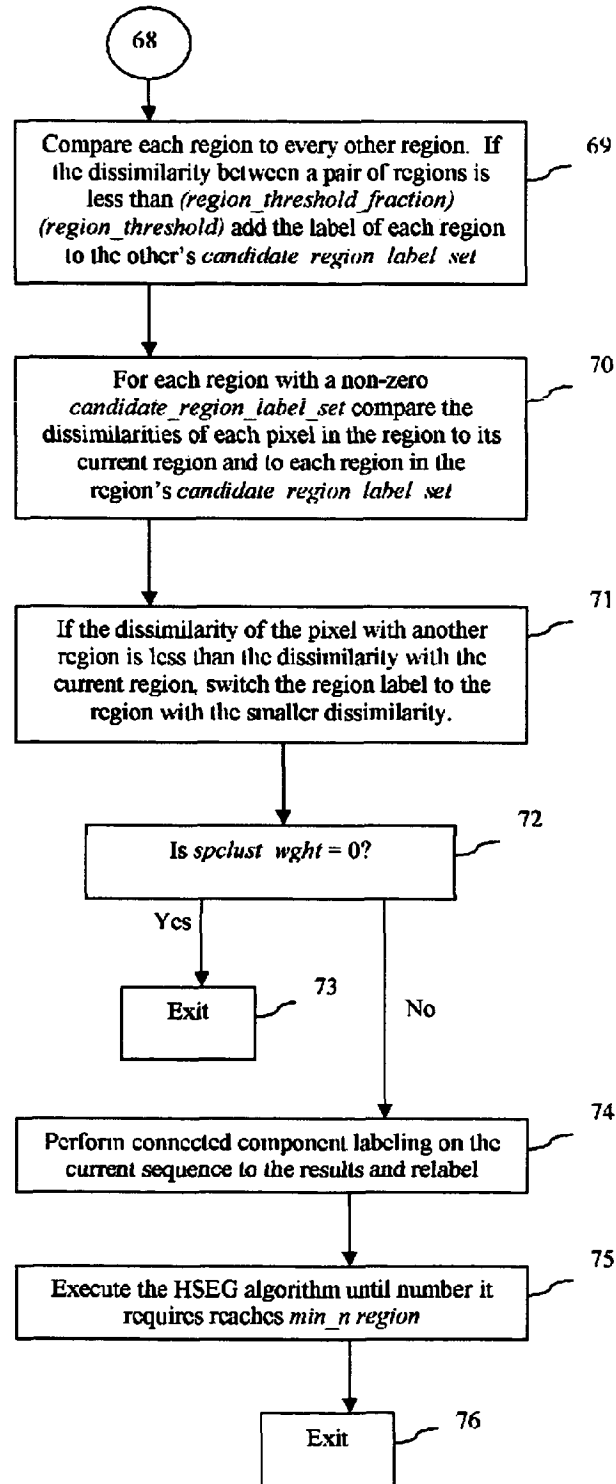 68
Compare each region to every other region. If
the dissimilarity between a pair of regions is
less than (region_threshold_fraction)
(region_threshold) add the label of each region
to the other's candidate region label set
69
For each region with a non-zero
candidate_region_label_set compare the
dissimilarities of each pixel in the region to its
current region and to each region in the
region's candidate region label set
70
If the dissimilarity of the pixel with another
region is less than the dissimilarity with the
current region, switch the region label to the
region with the smaller dissimilarity.
71
Is spclust wght = 0?
72
Yes
No
Exit
73
Perform connected component labeling on the
current sequence to the results and relabel
74
Execute the HSEG algorithm until number it
requires reaches min_n region
75
Exit
76